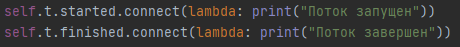 self.t.started.connect(lambda: print("Поток запущен"))
self.t.finished.connect(lambda: print("Поток завершен"))